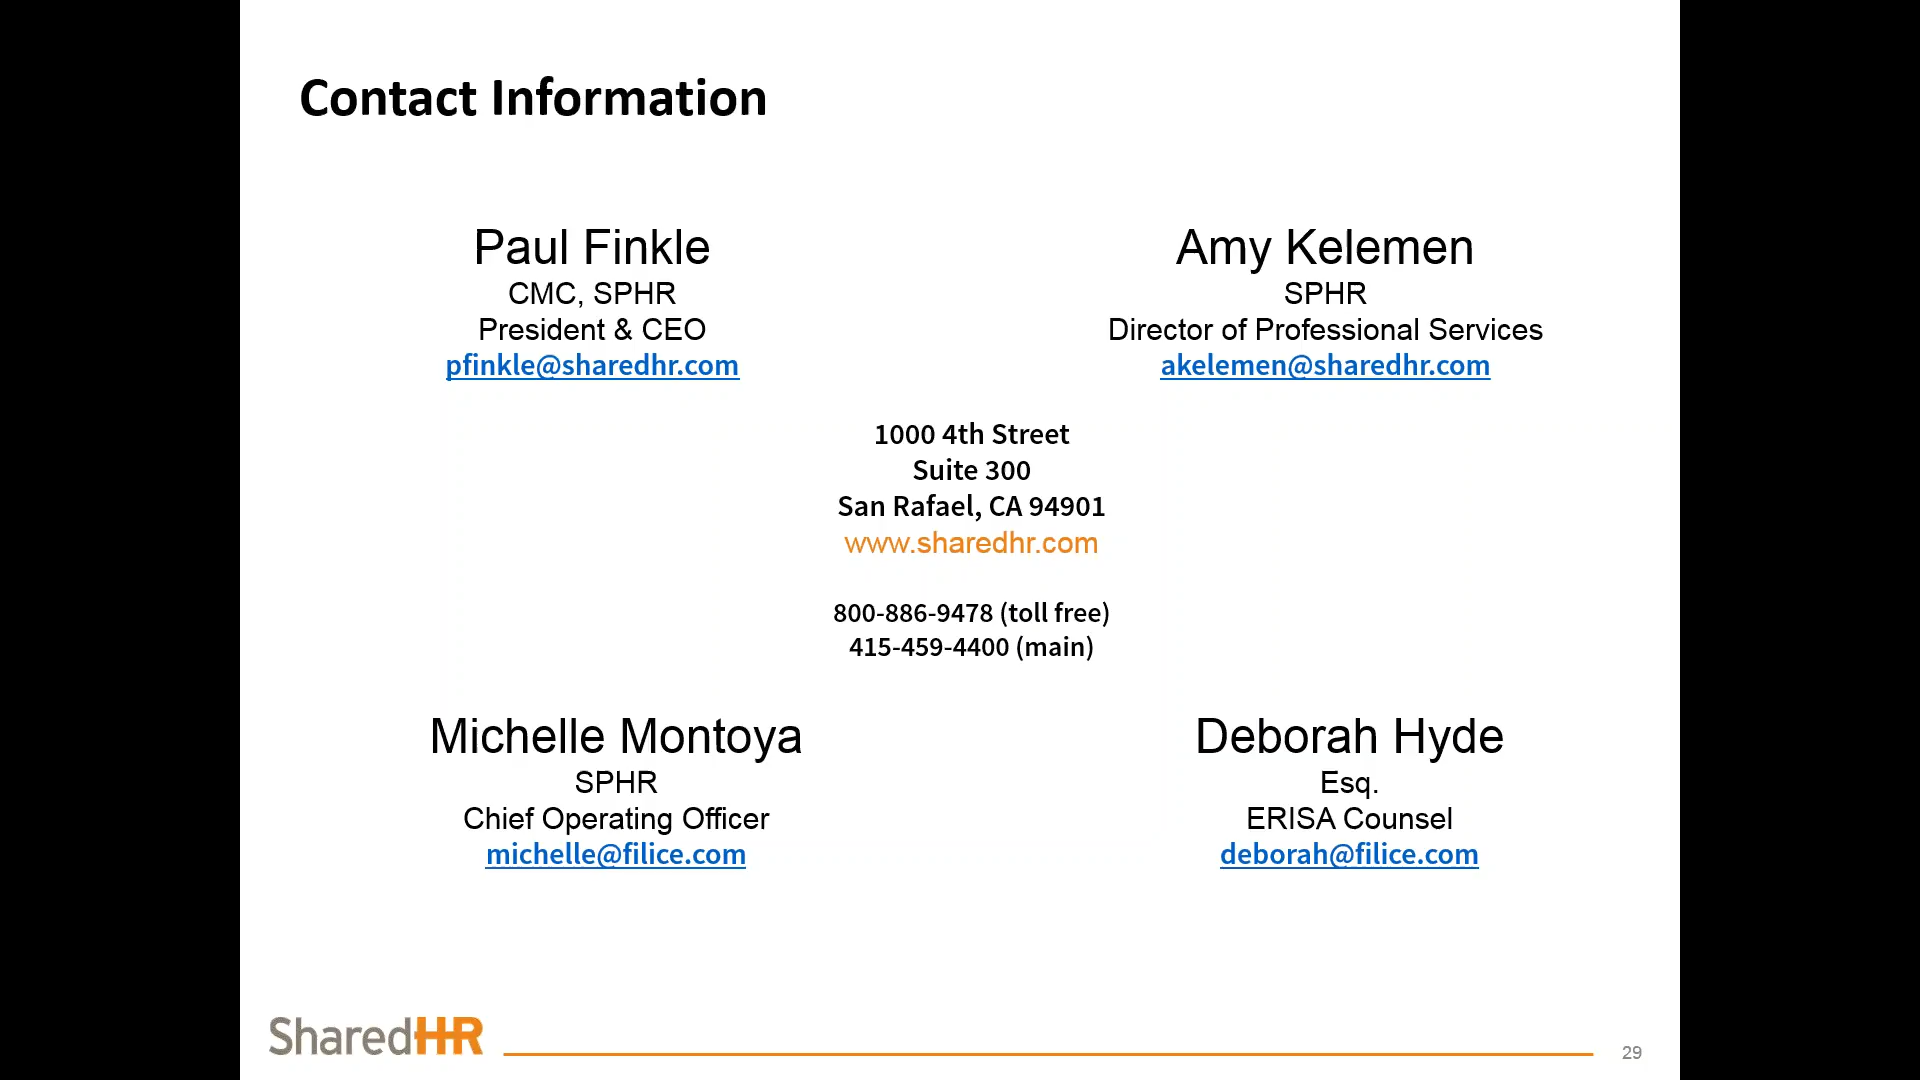 Contact Information
Paul Finkle
CMC, SPHR
President & CEO
pfinkle@sharedhr.com
Amy Kelemen
SPHR
Director of Professional Services
akelemen@sharedhr.com
1000 4th Street
Suite 300
San Rafael, CA 94901
www.sharedhr.com
800-886-9478 (toll free)
415-459-4400 (main)
Michelle Montoya
SPHR
Chief Operating Officer
michelle@filice.com
Deborah Hyde
Esq.
ERISA Counsel
deborah@filice.com
SharedHR
29